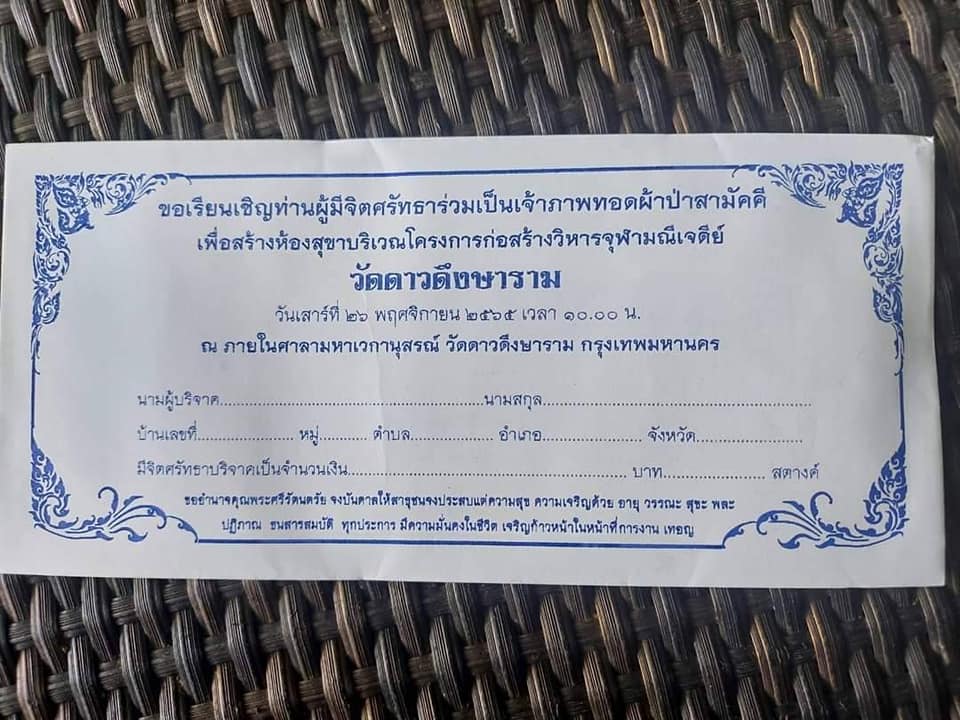 ขอเรียนเชิญท่านผู้มีจิตศรัทธาร่วมเป็นเจ้าภาพทอดผ้าป่าสามัคคี
เพื่อสร้างห้องสุขาบริเวณโครงการก่อสร้างวิหารจุฬามณีเจดีย์
วัดดาวดึงษาราม
วันเสาร์ที่ ๒๖ พฤศจิกายน ๒๕๖๕ เวลา ๑๐.๐๐ น.
ณ ภายในศาลามหาเวกานุสรณ์ วัดดาวดึงษาราม กรุงเทพมหานคร
นามผู้บริจาค....................................................นามสกุล......................................................
บ้านเลขที่.................... หมู่.......... ตำบล................. อำเภอ.................... จังหวัด......................
มีจิตศรัทธาบริจาคเป็นจำนวนเงิน....................................................... บาท.................... สตางค์
ขออำนาจคุณพระศรีรัตนตรัย จงบันดาลให้สาธุชนจงประสบแต่ความสุข ความเจริญด้วย อายุ วรรณะ สุขะ พละ
ปฏิภาณ ธนสารสมบัติ ทุกประการ มีความมั่นคงในชีวิต เจริญก้าวหน้าในหน้าที่การงาน เทอญ